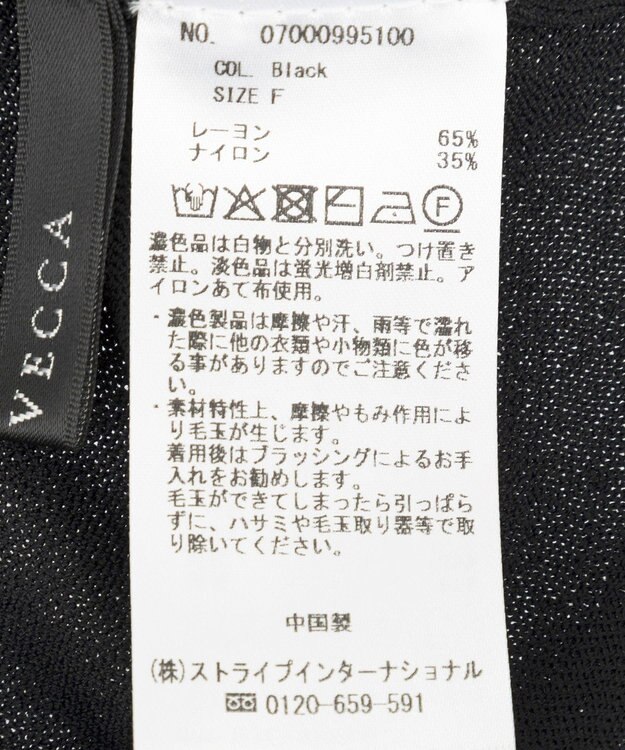 NO. 07000995100
COL. Black
SIZE F
レーヨン 65%
ナイロン 35%
F
濃色品は白物と分別洗い。つけ置き
禁止。淡色品は蛍光増白剤禁止。ア
イロンあて布使用。
・濃色製品は摩擦や汗、雨等で濡れ
た際に他の衣類や小物類に色が移
る事がありますのでご注意くださ
い。
・素材特性上、摩擦やもみ作用によ
り毛玉が生じます。
着用後はブラッシングによるお手
入れをお勧めします。
毛玉ができてしまったら引っぱら
ずに、ハサミや毛玉取り器等で取
り除いてください。
中国製
(株)ストライプインターナショナル
0120-659-591
VECCA